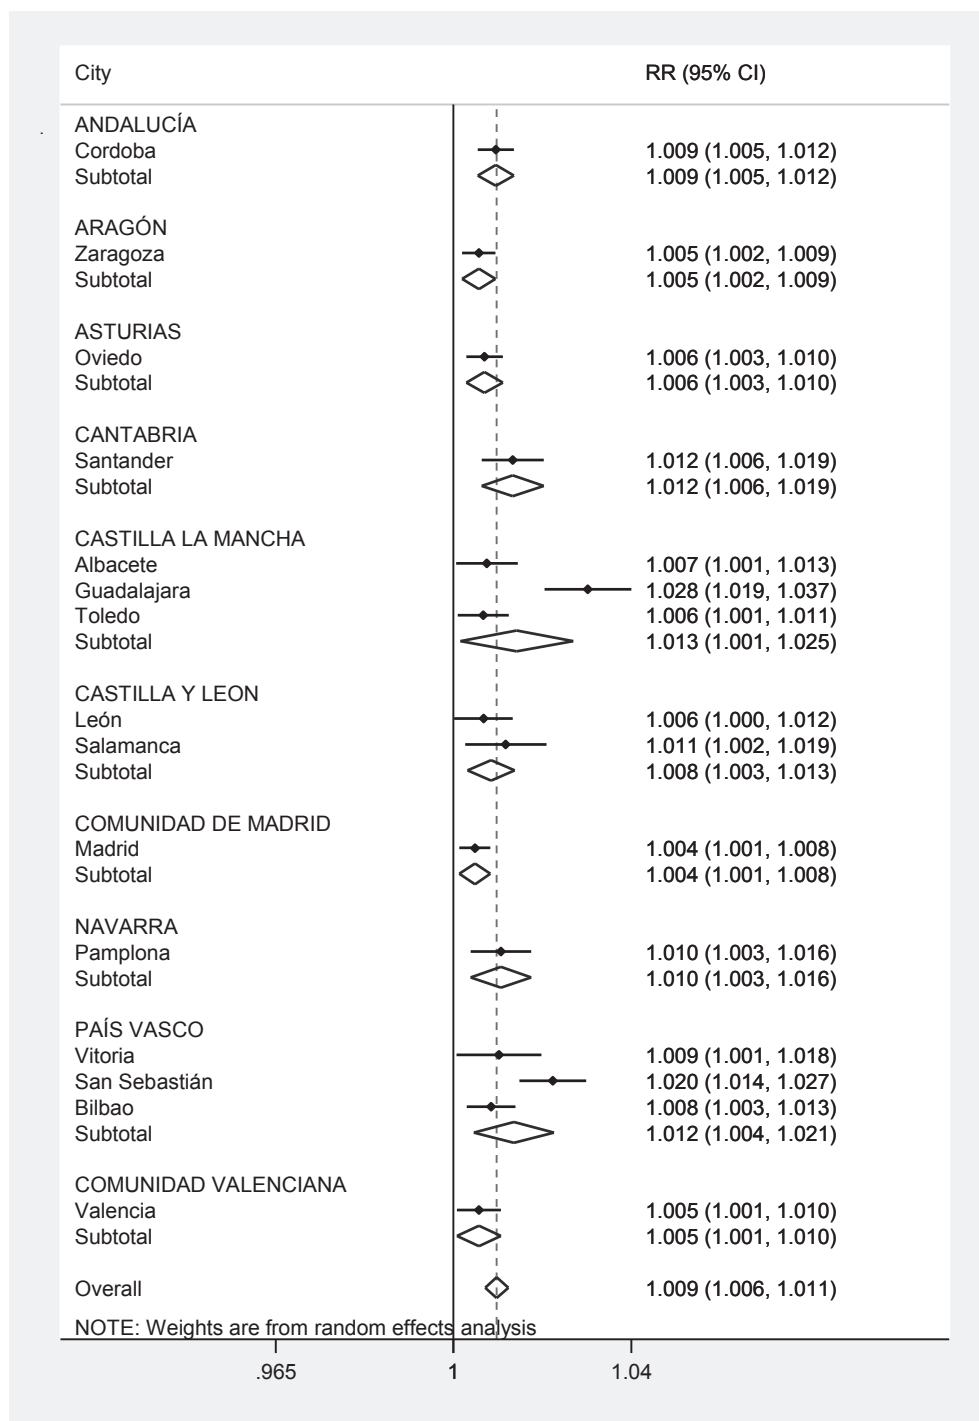 City RR (95% CI)
ANDALUCÍA
Cordoba 1.009 (1.005, 1.012)
Subtotal 1.009 (1.005, 1.012)
ARAGÓN
Zaragoza 1.005 (1.002, 1.009)
Subtotal 1.005 (1.002, 1.009)
ASTURIAS
Oviedo 1.006 (1.003, 1.010)
Subtotal 1.006 (1.003, 1.010)
CANTABRIA
Santander 1.012 (1.006, 1.019)
Subtotal 1.012 (1.006, 1.019)
CASTILLA LA MANCHA
Albacete 1.007 (1.001, 1.013)
Guadalajara 1.028 (1.019, 1.037)
Toledo 1.006 (1.001, 1.011)
Subtotal 1.013 (1.001, 1.025)
CASTILLA Y LEON
León 1.006 (1.000, 1.012)
Salamanca 1.011 (1.002, 1.019)
Subtotal 1.008 (1.003, 1.013)
COMUNIDAD DE MADRID
Madrid 1.004 (1.001, 1.008)
Subtotal 1.004 (1.001, 1.008)
NAVARRA
Pamplona 1.010 (1.003, 1.016)
Subtotal 1.010 (1.003, 1.016)
PAÍS VASCO
Vitoria 1.009 (1.001, 1.018)
San Sebastián 1.020 (1.014, 1.027)
Bilbao 1.008 (1.003, 1.013)
Subtotal 1.012 (1.004, 1.021)
COMUNIDAD VALENCIANA
Valencia 1.005 (1.001, 1.010)
Subtotal 1.005 (1.001, 1.010)
Overall 1.009 (1.006, 1.011)
NOTE: Weights are from random effects analysis
.965 1 1.04